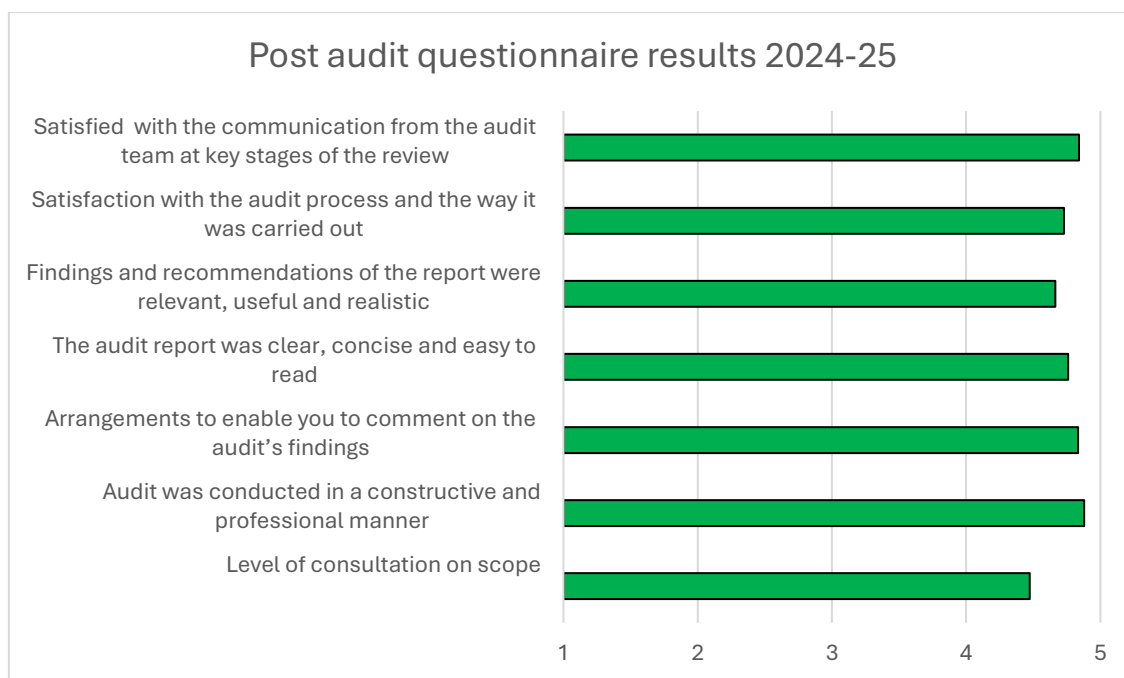 Post audit questionnaire results 2024-25
Satisfied  with the communication from the audit
team at key stages of the review
Satisfaction with the audit process and the way it
was carried out
Findings and recommendations of the report were
relevant, useful and realistic
The audit report was clear, concise and easy to
read
Arrangements to enable you to comment on the
audit’s findings
Audit was conducted in a constructive and
professional manner
Level of consultation on scope
1 2 3 4 5